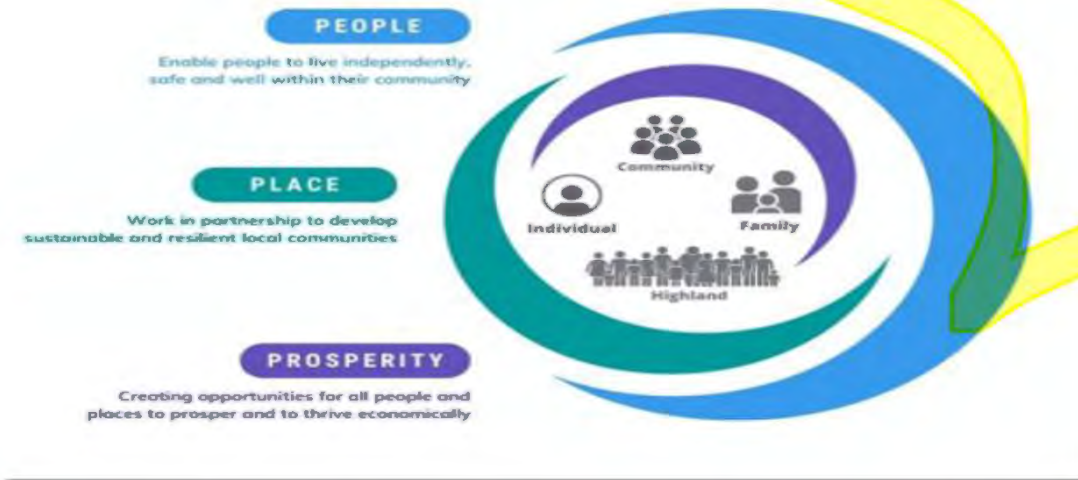 PEOPLE
Enable people to live independently,
safe and well within their community
PLACE
Work in partnership to develop
sustainable and resilient local communities
PROSPERITY
Creating opportunities for all people and
places to prosper and to thrive economically
Community
Individual
Family
Highland